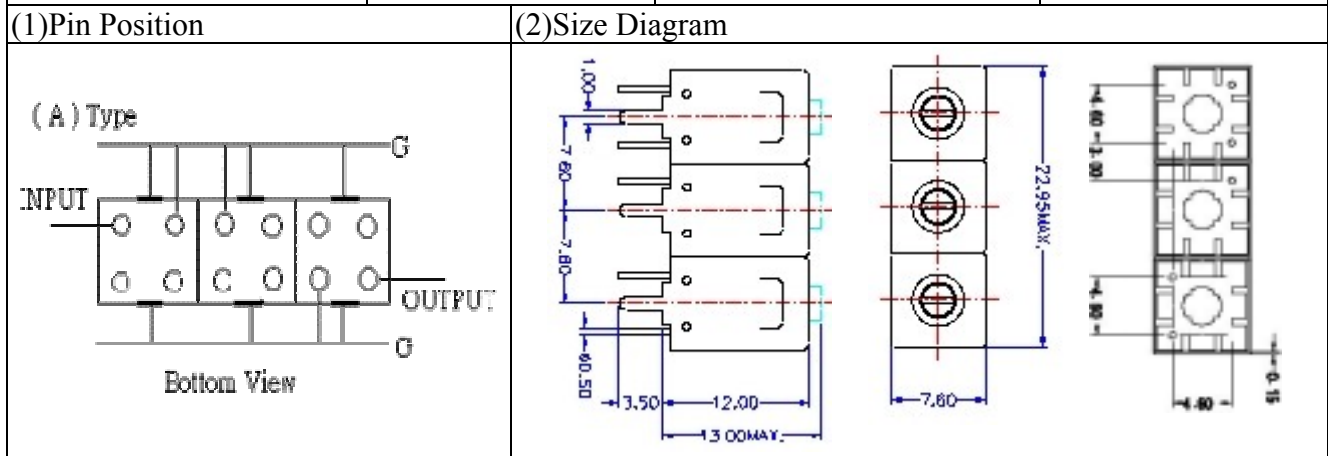 (1)Pin Position
(2)Size Diagram
( A ) Type
G
INPUT
OUTPUT
G
Bottom View
1.00
7.60
7.60
ø0.50
3.50
12.00
13.00MAX.
22.95MAX.
7.60
4.60
3.00
4.60
0.15
4.60